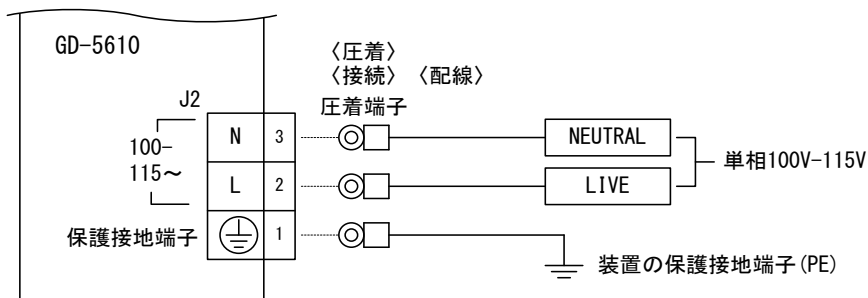 GD-5610
〈圧着〉
〈接続〉〈配線〉
圧着端子
J2
100-
115～
N 3
NEUTRAL
L 2
LIVE
単相100V-115V
保護接地端子
1
装置の保護接地端子(PE)